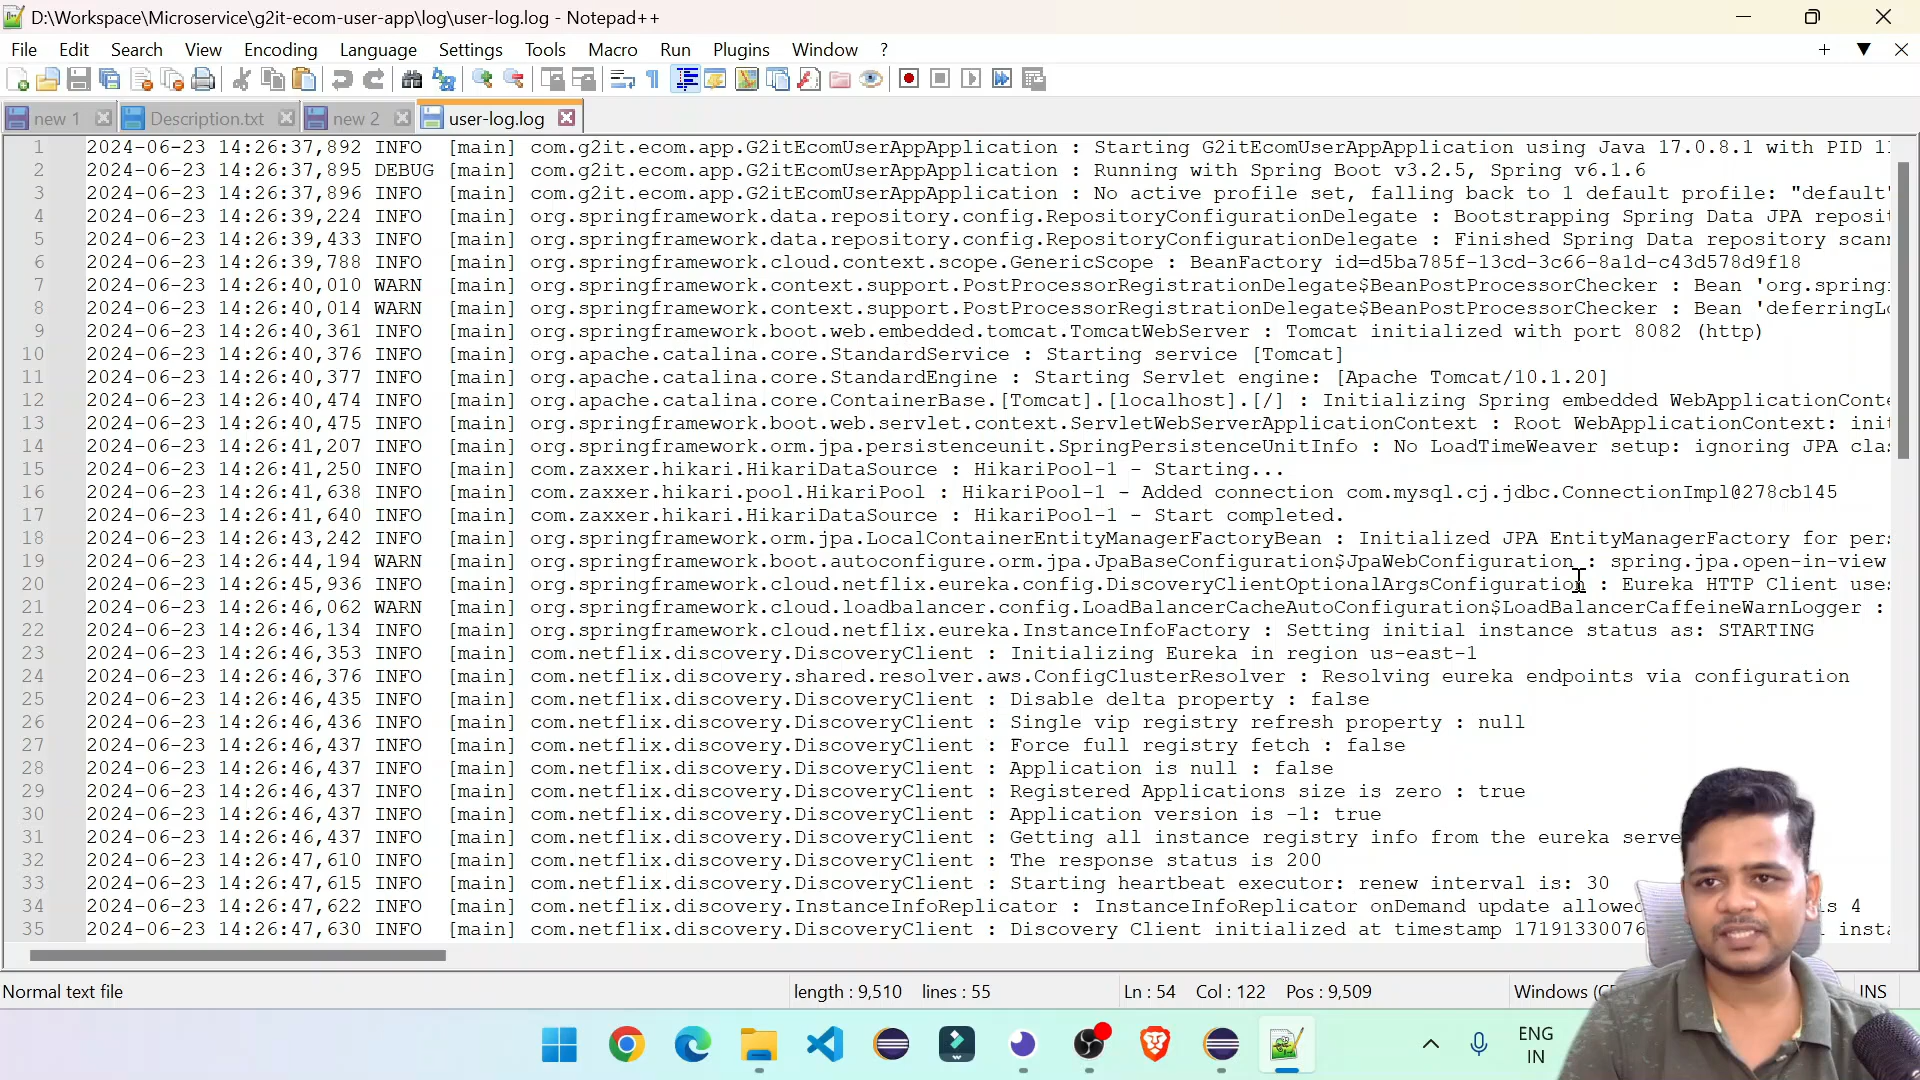 D:\Workspace\Microservice\g2it-ecom-user-app\log\user-log.log - Notepad++
File Edit Search View Encoding Language Settings Tools Macro Run Plugins Window ?
new 1 Description.txt new 2 user-log.log
1 2024-06-23 14:26:37,892 INFO [main] com.g2it.ecom.app.G2itEcomUserAppApplication : Starting G2itEcomUserAppApplication using Java 17.0.8.1 with PID
2 2024-06-23 14:26:37,895 DEBUG [main] com.g2it.ecom.app.G2itEcomUserAppApplication : Running with Spring Boot v3.2.5, Spring v6.1.6
3 2024-06-23 14:26:37,896 INFO [main] com.g2it.ecom.app.G2itEcomUserAppApplication : No active profile set, falling back to 1 default profile: "default"
4 2024-06-23 14:26:39,224 INFO [main] org.springframework.data.repository.config.RepositoryConfigurationDelegate : Bootstrapping Spring Data JPA reposit
5 2024-06-23 14:26:39,433 INFO [main] org.springframework.data.repository.config.RepositoryConfigurationDelegate : Finished Spring Data repository scan
6 2024-06-23 14:26:39,788 INFO [main] org.springframework.cloud.context.scope.GenericScope : BeanFactory id=d5ba785f-13cd-3c66-8a1d-c43d578d9f18
7 2024-06-23 14:26:40,010 WARN [main] org.springframework.context.support.PostProcessorRegistrationDelegate$BeanPostProcessorChecker : Bean 'org.spring
8 2024-06-23 14:26:40,014 WARN [main] org.springframework.context.support.PostProcessorRegistrationDelegate$BeanPostProcessorChecker : Bean 'deferringL
9 2024-06-23 14:26:40,361 INFO [main] org.springframework.boot.web.embedded.tomcat.TomcatWebServer : Tomcat initialized with port 8082 (http)
10 2024-06-23 14:26:40,376 INFO [main] org.apache.catalina.core.StandardService : Starting service [Tomcat]
11 2024-06-23 14:26:40,377 INFO [main] org.apache.catalina.core.StandardEngine : Starting Servlet engine: [Apache Tomcat/10.1.20]
12 2024-06-23 14:26:40,474 INFO [main] org.apache.catalina.core.ContainerBase.[Tomcat].[localhost].[/] : Initializing Spring embedded WebApplicationConte
13 2024-06-23 14:26:40,475 INFO [main] org.springframework.boot.web.servlet.context.ServletWebServerApplicationContext : Root WebApplicationContext: init
14 2024-06-23 14:26:41,207 INFO [main] org.springframework.orm.jpa.persistenceunit.SpringPersistenceUnitInfo : No LoadTimeWeaver setup: ignoring JPA cla
15 2024-06-23 14:26:41,250 INFO [main] com.zaxxer.hikari.HikariDataSource : HikariPool-1 - Starting...
16 2024-06-23 14:26:41,638 INFO [main] com.zaxxer.hikari.pool.HikariPool : HikariPool-1 - Added connection com.mysql.cj.jdbc.ConnectionImpl@278cb145
17 2024-06-23 14:26:41,640 INFO [main] com.zaxxer.hikari.HikariDataSource : HikariPool-1 - Start completed.
18 2024-06-23 14:26:43,242 INFO [main] org.springframework.orm.jpa.LocalContainerEntityManagerFactoryBean : Initialized JPA EntityManagerFactory for per
19 2024-06-23 14:26:44,194 WARN [main] org.springframework.boot.autoconfigure.orm.jpa.JpaBaseConfiguration$JpaWebConfiguration : spring.jpa.open-in-view
20 2024-06-23 14:26:45,936 INFO [main] org.springframework.cloud.netflix.eureka.config.DiscoveryClientOptionalArgsConfiguration : Eureka HTTP Client use
21 2024-06-23 14:26:46,062 WARN [main] org.springframework.cloud.loadbalancer.config.LoadBalancerCacheAutoConfiguration$LoadBalancerCaffeineWarnLogger :
22 2024-06-23 14:26:46,134 INFO [main] org.springframework.cloud.netflix.eureka.InstanceInfoFactory : Setting initial instance status as: STARTING
23 2024-06-23 14:26:46,353 INFO [main] com.netflix.discovery.DiscoveryClient : Initializing Eureka in region us-east-1
24 2024-06-23 14:26:46,376 INFO [main] com.netflix.discovery.shared.resolver.aws.ConfigClusterResolver : Resolving eureka endpoints via configuration
25 2024-06-23 14:26:46,435 INFO [main] com.netflix.discovery.DiscoveryClient : Disable delta property : false
26 2024-06-23 14:26:46,436 INFO [main] com.netflix.discovery.DiscoveryClient : Single vip registry refresh property : null
27 2024-06-23 14:26:46,437 INFO [main] com.netflix.discovery.DiscoveryClient : Force full registry fetch : false
28 2024-06-23 14:26:46,437 INFO [main] com.netflix.discovery.DiscoveryClient : Application is null : false
29 2024-06-23 14:26:46,437 INFO [main] com.netflix.discovery.DiscoveryClient : Registered Applications size is zero : true
30 2024-06-23 14:26:46,437 INFO [main] com.netflix.discovery.DiscoveryClient : Application version is -1: true
31 2024-06-23 14:26:46,437 INFO [main] com.netflix.discovery.DiscoveryClient : Getting all instance registry info from the eureka serve
32 2024-06-23 14:26:47,610 INFO [main] com.netflix.discovery.DiscoveryClient : The response status is 200
33 2024-06-23 14:26:47,615 INFO [main] com.netflix.discovery.DiscoveryClient : Starting heartbeat executor: renew interval is: 30
34 2024-06-23 14:26:47,622 INFO [main] com.netflix.discovery.InstanceInfoReplicator : InstanceInfoReplicator onDemand update allowed is 4
35 2024-06-23 14:26:47,630 INFO [main] com.netflix.discovery.DiscoveryClient : Discovery Client initialized at timestamp 17191330076 insta
Normal text file length : 9,510 lines : 55 Ln : 54 Col : 122 Pos : 9,509 Windows (C INS
ENG
IN